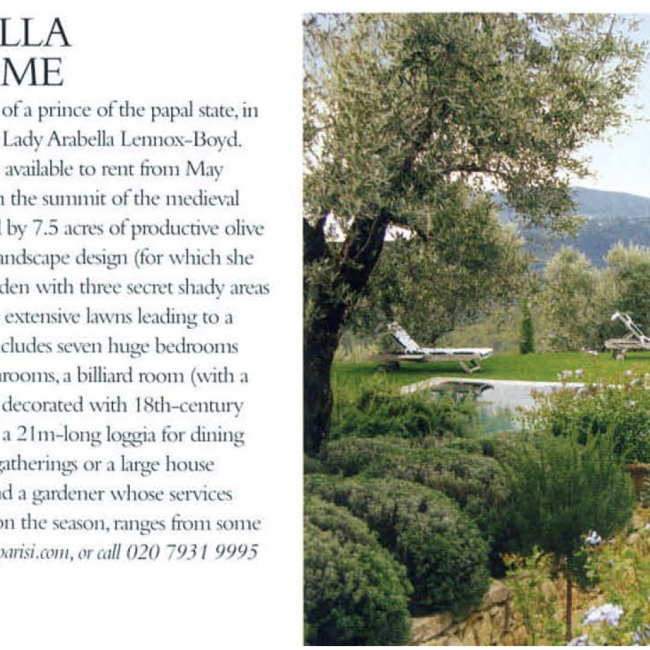 LLA
ME
of a prince of the papal state, in
Lady Arabella Lennox-Boyd.
available to rent from May
n the summit of the medieval
l by 7.5 acres of productive olive
andscape design (for which she
den with three secret shady areas
extensive lawns leading to a
cludes seven huge bedrooms
rooms, a billiard room (with a
decorated with 18th-century
a 21m-long loggia for dining
gatherings or a large house
d a gardener whose services
on the season, ranges from some
parisi.com, or call 020 7931 9995